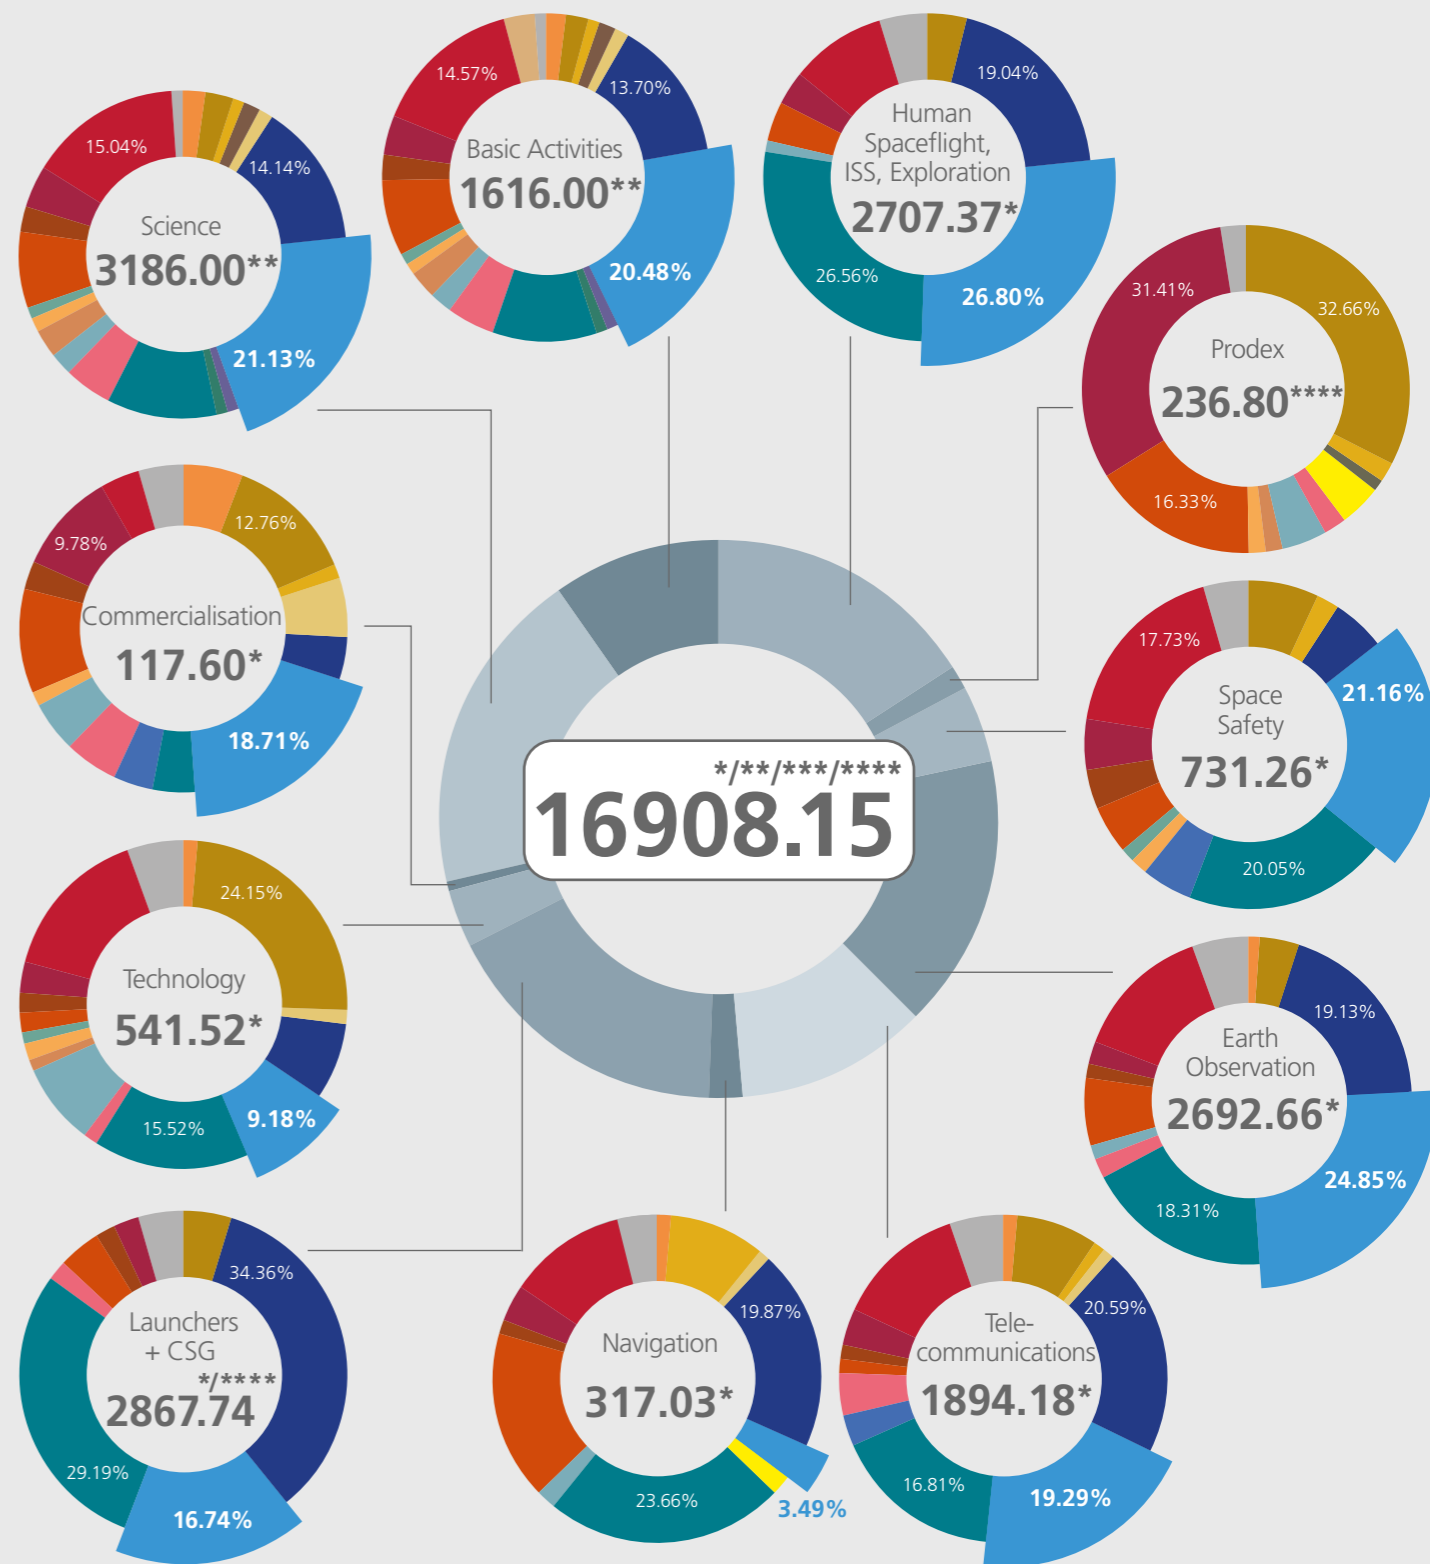 14.57%
13.70%
Basic Activities
1616.00**
20.48%
19.04%
Human
Spaceflight,
ISS, Exploration
2707.37*
26.56%
26.80%
15.04%
14.14%
Science
3186.00**
21.13%
31.41%
32.66%
Prodex
236.80****
16.33%
12.76%
9.78%
Commercialisation
117.60*
18.71%
17.73%
Space
Safety
731.26*
21.16%
20.05%
*/**/***/****
16908.15
24.15%
Technology
541.52*
15.52%
9.18%
19.13%
Earth
Observation
2692.66*
24.85%
18.31%
34.36%
Launchers
+ CSG
*/****
2867.74
29.19%
16.74%
19.87%
Navigation
317.03*
23.66%
3.49%
20.59%
Tele-
communications
1894.18*
16.81%
19.29%